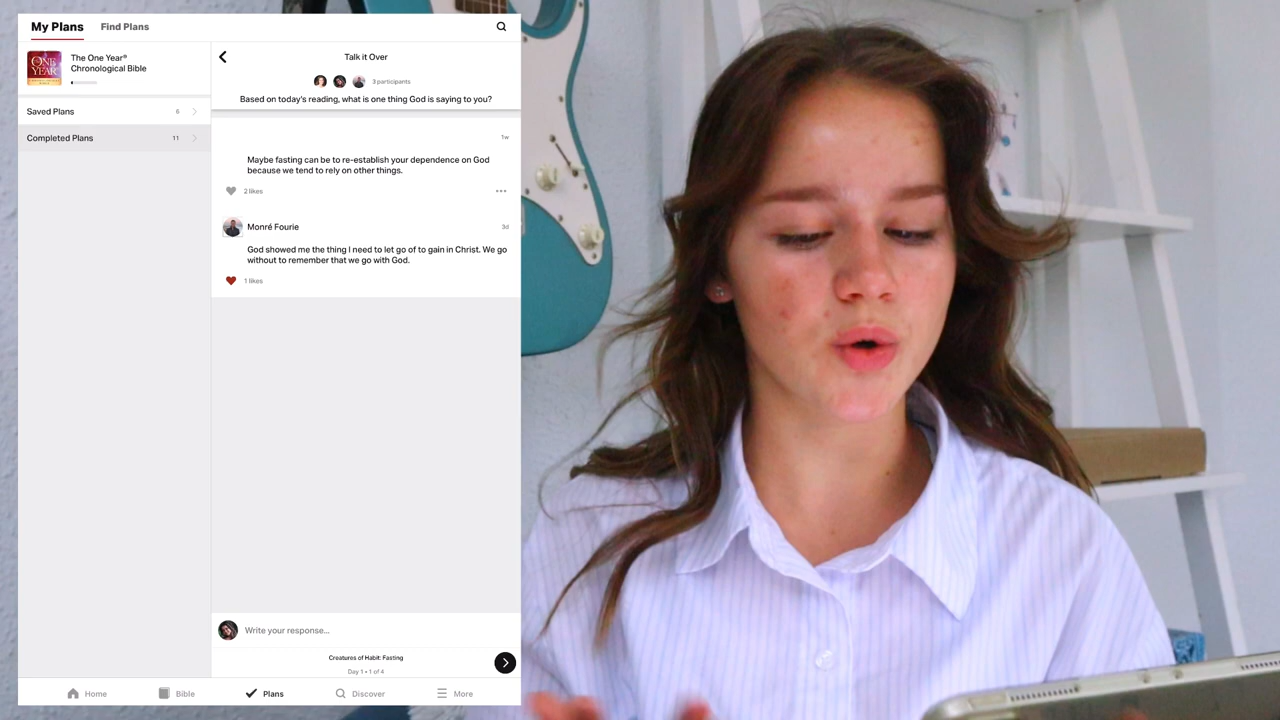 My Plans Find Plans
ONE
YEAR
The One Year®
Chronological Bible
Saved Plans 6
Completed Plans 11
Talk it Over
3 participants
Based on today's reading, what is one thing God is saying to you?
1w
Maybe fasting can be to re-establish your dependence on God
because we tend to rely on other things.
2 likes
Monré Fourie 3d
God showed me the thing I need to let go of to gain in Christ. We go
without to remember that we go with God.
1 likes
Write your response...
Creatures of Habit: Fasting
Day 1 • 1 of 4
Home Bible Plans Discover More